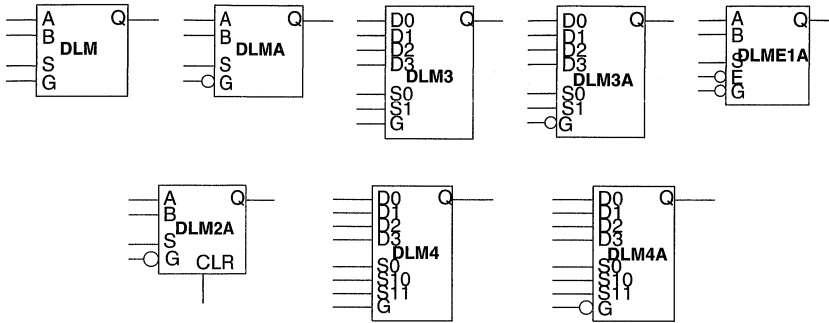 A Q
B
DLM
S
G
A Q
B
DLMA
S
G
D0 Q
D1
D2
D3
DLM3
S0
S1
G
D0 Q
D1
D2
D3
DLM3A
S0
S1
G
A Q
B
DLME1A
S
E
G
A Q
B
DLM2A
S
G
CLR
D0 Q
D1
D2
D3
DLM4
S0
S10
S11
G
D0 Q
D1
D2
D3
DLM4A
S0
S10
S11
G